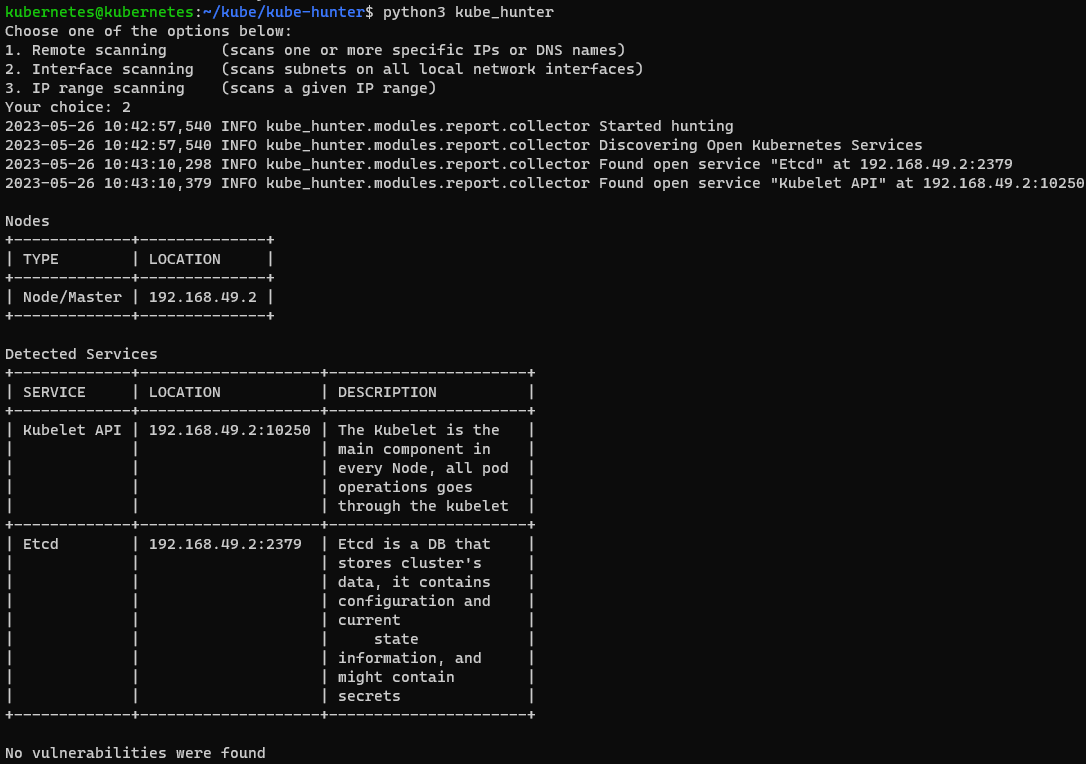 kubernetes@kubernetes:~/kube/kube-hunter$ python3 kube_hunter
Choose one of the options below:
1. Remote scanning      (scans one or more specific IPs or DNS names)
2. Interface scanning   (scans subnets on all local network interfaces)
3. IP range scanning    (scans a given IP range)
Your choice: 2
2023-05-26 10:42:57,540 INFO kube_hunter.modules.report.collector Started hunting
2023-05-26 10:42:57,540 INFO kube_hunter.modules.report.collector Discovering Open Kubernetes Services
2023-05-26 10:43:10,298 INFO kube_hunter.modules.report.collector Found open service "Etcd" at 192.168.49.2:2379
2023-05-26 10:43:10,379 INFO kube_hunter.modules.report.collector Found open service "Kubelet API" at 192.168.49.2:10250

Nodes
+-------------+--------------+
| TYPE        | LOCATION     |
+-------------+--------------+
| Node/Master | 192.168.49.2 |
+-------------+--------------+

Detected Services
+-------------+--------------------+----------------------+
| SERVICE     | LOCATION           | DESCRIPTION          |
+-------------+--------------------+----------------------+
| Kubelet API | 192.168.49.2:10250 | The Kubelet is the   |
|             |                    | main component in    |
|             |                    | every Node, all pod  |
|             |                    | operations goes      |
|             |                    | through the kubelet  |
+-------------+--------------------+----------------------+
| Etcd        | 192.168.49.2:2379  | Etcd is a DB that    |
|             |                    | stores cluster's     |
|             |                    | data, it contains    |
|             |                    | configuration and    |
|             |                    | current              |
|             |                    |     state            |
|             |                    | information, and     |
|             |                    | might contain        |
|             |                    | secrets              |
+-------------+--------------------+----------------------+

No vulnerabilities were found